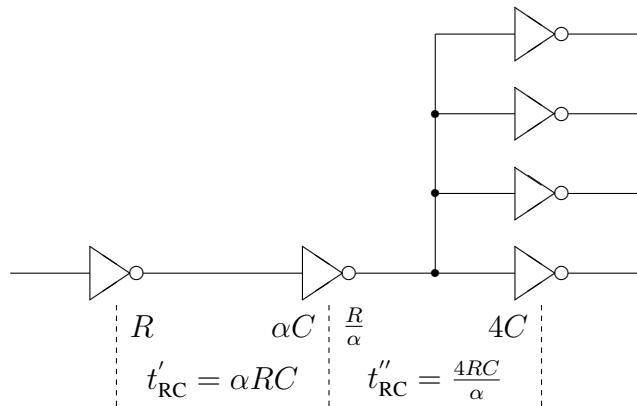 R αC R/α 4C
t'_RC = αRC t''_RC = 4RC/α